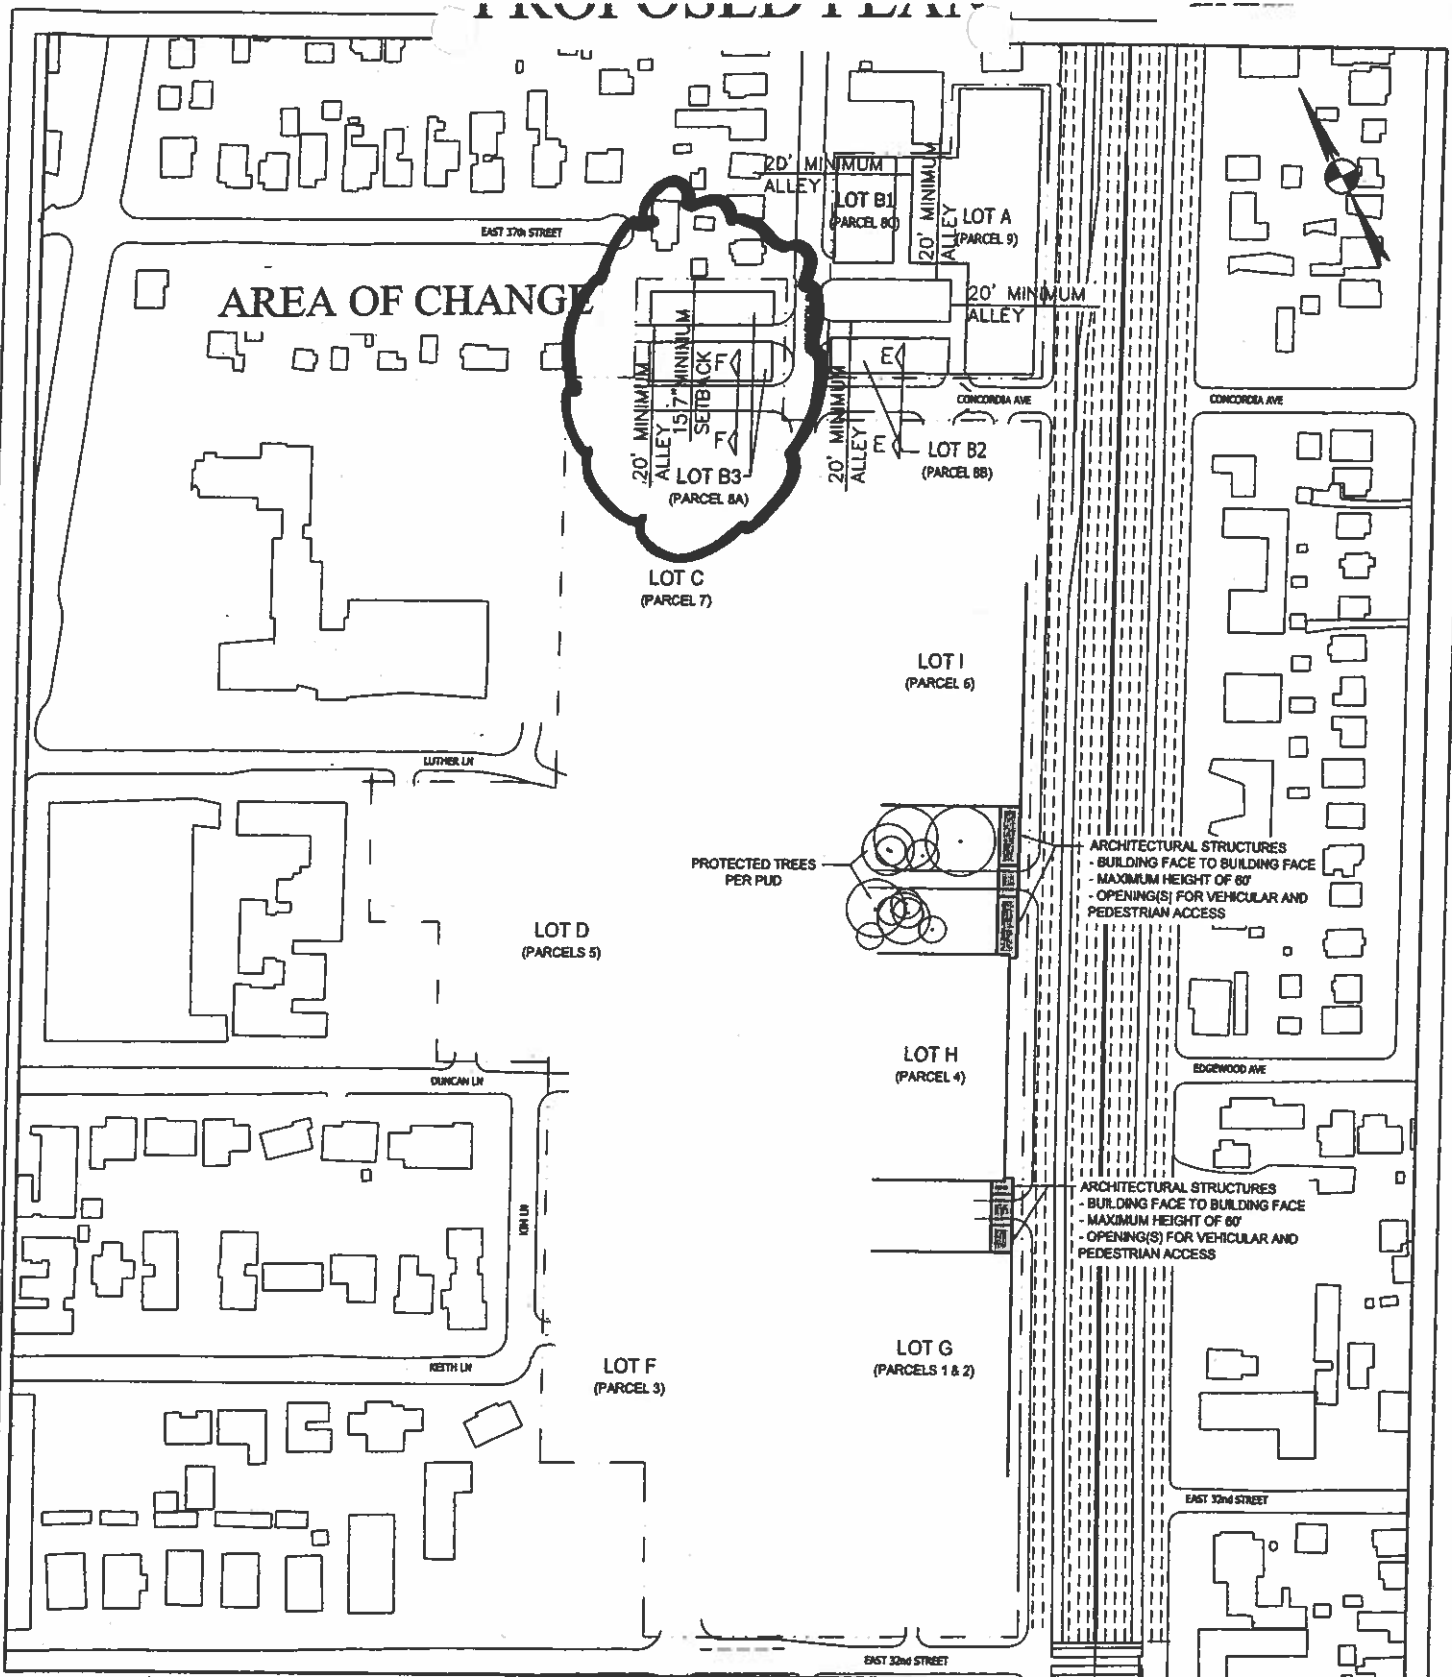 PROPOSED PLAN
20' MINIMUM
ALLEY
LOT B1
(PARCEL 8C)
20' MINIMUM
ALLEY
LOT A
(PARCEL 9)
EAST 37th STREET
AREA OF CHANGE
20' MINIMUM
ALLEY
20' MINIMUM
ALLEY
15'7" MINIMUM
SETBACK
F
F
E
E
20' MINIMUM
ALLEY
CONCORDIA AVE
CONCORDIA AVE
LOT B2
(PARCEL 8B)
LOT B3
(PARCEL 8A)
LOT C
(PARCEL 7)
LOT I
(PARCEL 6)
LUTHER LN
PROTECTED TREES
PER PUD
ARCHITECTURAL STRUCTURES
- BUILDING FACE TO BUILDING FACE
- MAXIMUM HEIGHT OF 60'
- OPENING(S) FOR VEHICULAR AND
PEDESTRIAN ACCESS
LOT D
(PARCELS 5)
LOT H
(PARCEL 4)
EDGEWOOD AVE
DUNCAN LN
ARCHITECTURAL STRUCTURES
- BUILDING FACE TO BUILDING FACE
- MAXIMUM HEIGHT OF 60'
- OPENING(S) FOR VEHICULAR AND
PEDESTRIAN ACCESS
KIM LN
KEITH LN
LOT F
(PARCEL 3)
LOT G
(PARCELS 1 & 2)
EAST 32nd STREET
EAST 32nd STREET